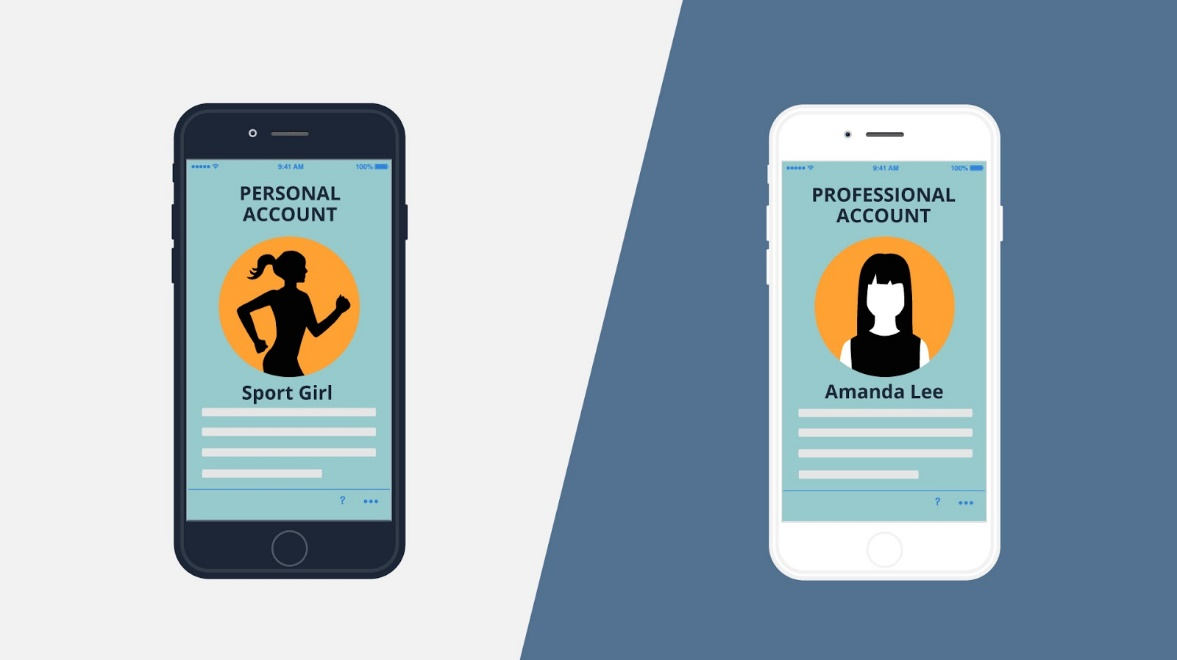 9:41 AM 100%
PERSONAL
ACCOUNT
Sport Girl
?
9:41 AM 100%
PROFESSIONAL
ACCOUNT
Amanda Lee
?